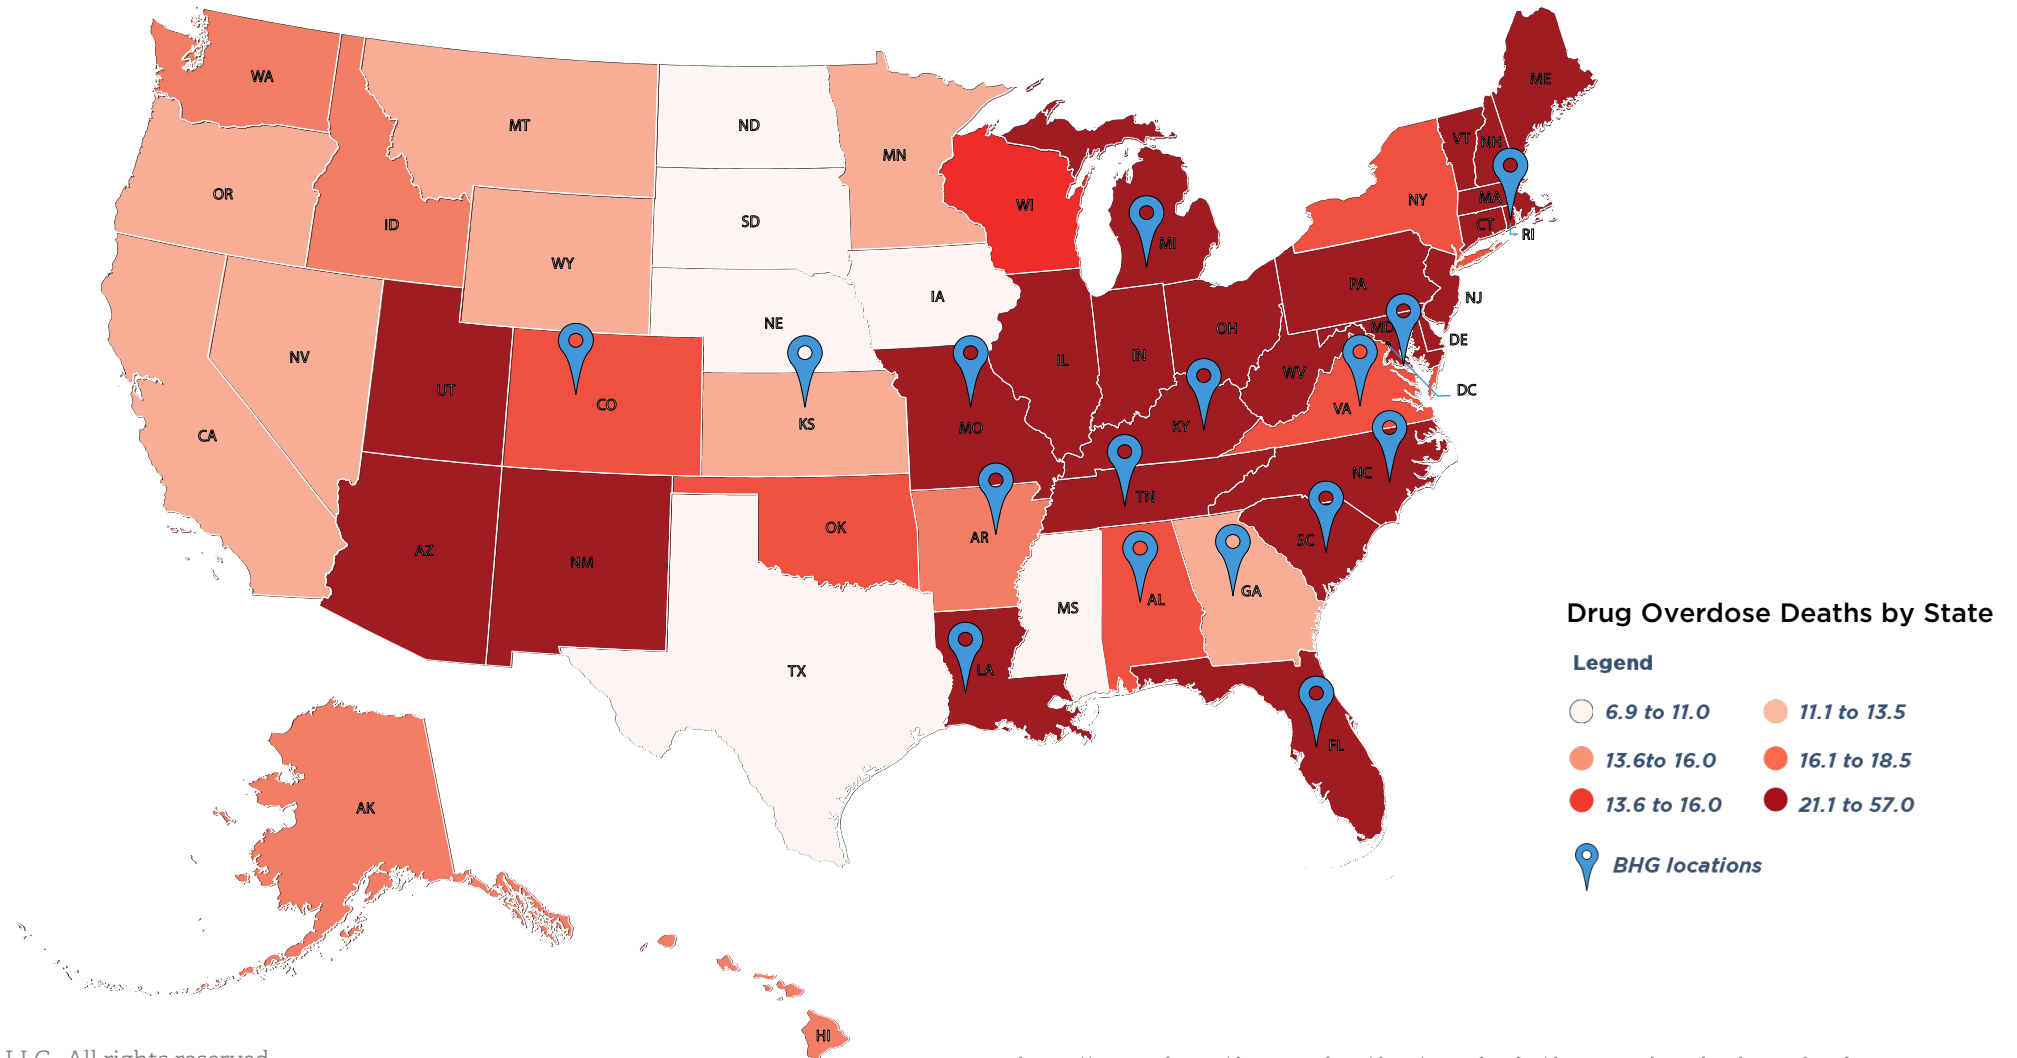 WA
MT
ND
MN
ME
OR
ID
SD
WI
MI
VT
NH
NY
MA
CT
RI
WY
NE
IA
PA
NJ
NV
UT
CO
KS
MO
IL
IN
OH
WV
MD
DE
DC
VA
KY
CA
AZ
NM
OK
AR
TN
NC
SC
TX
LA
MS
AL
GA
FL
AK
HI
Drug Overdose Deaths by State
Legend
6.9 to 11.0
11.1 to 13.5
13.6to 16.0
16.1 to 18.5
13.6 to 16.0
21.1 to 57.0
BHG locations
LLC. All rights reserved